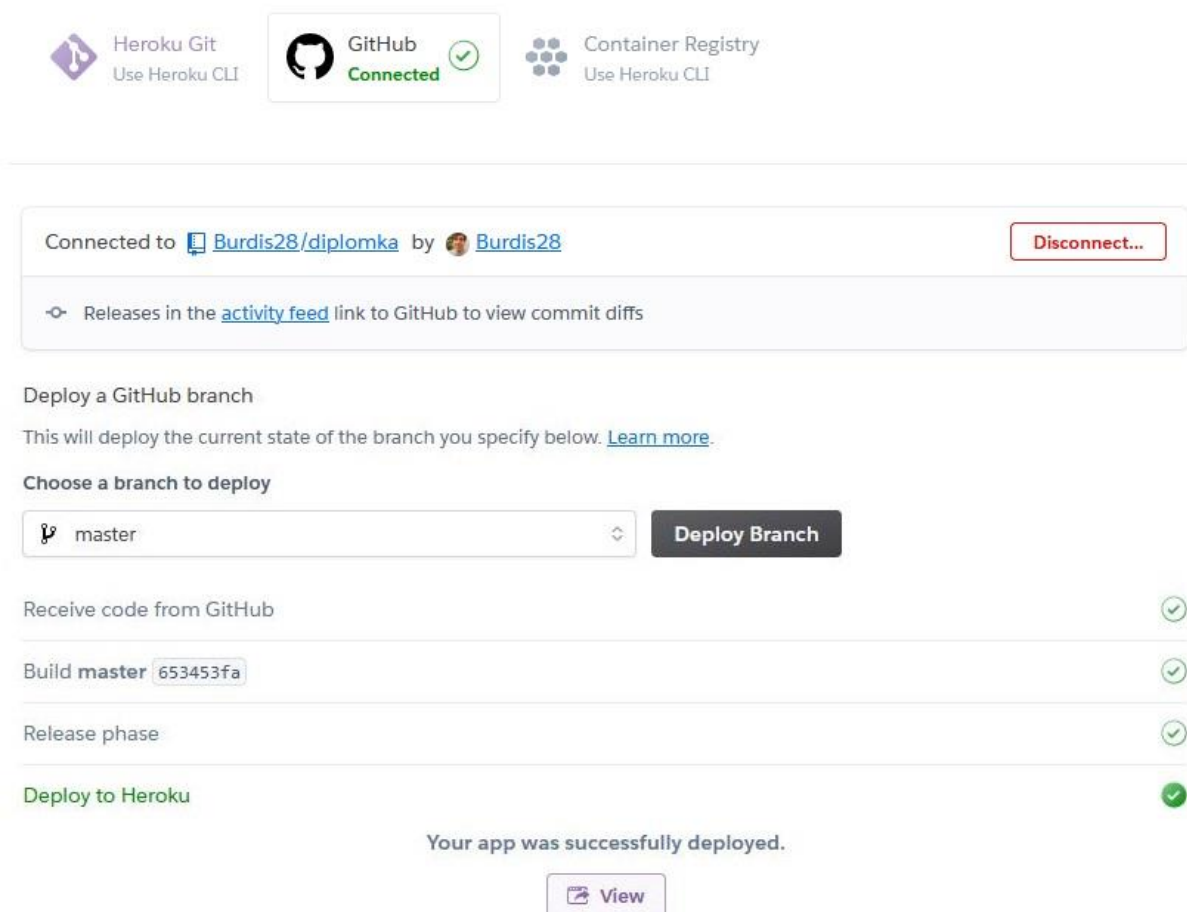 Heroku Git
Use Heroku CLI
GitHub
Connected
Container Registry
Use Heroku CLI
Connected to Burdis28/diplomka by Burdis28
Disconnect...
Releases in the activity feed link to GitHub to view commit diffs
Deploy a GitHub branch
This will deploy the current state of the branch you specify below. Learn more.
Choose a branch to deploy
master
Deploy Branch
Receive code from GitHub
Build master 653453fa
Release phase
Deploy to Heroku
Your app was successfully deployed.
View